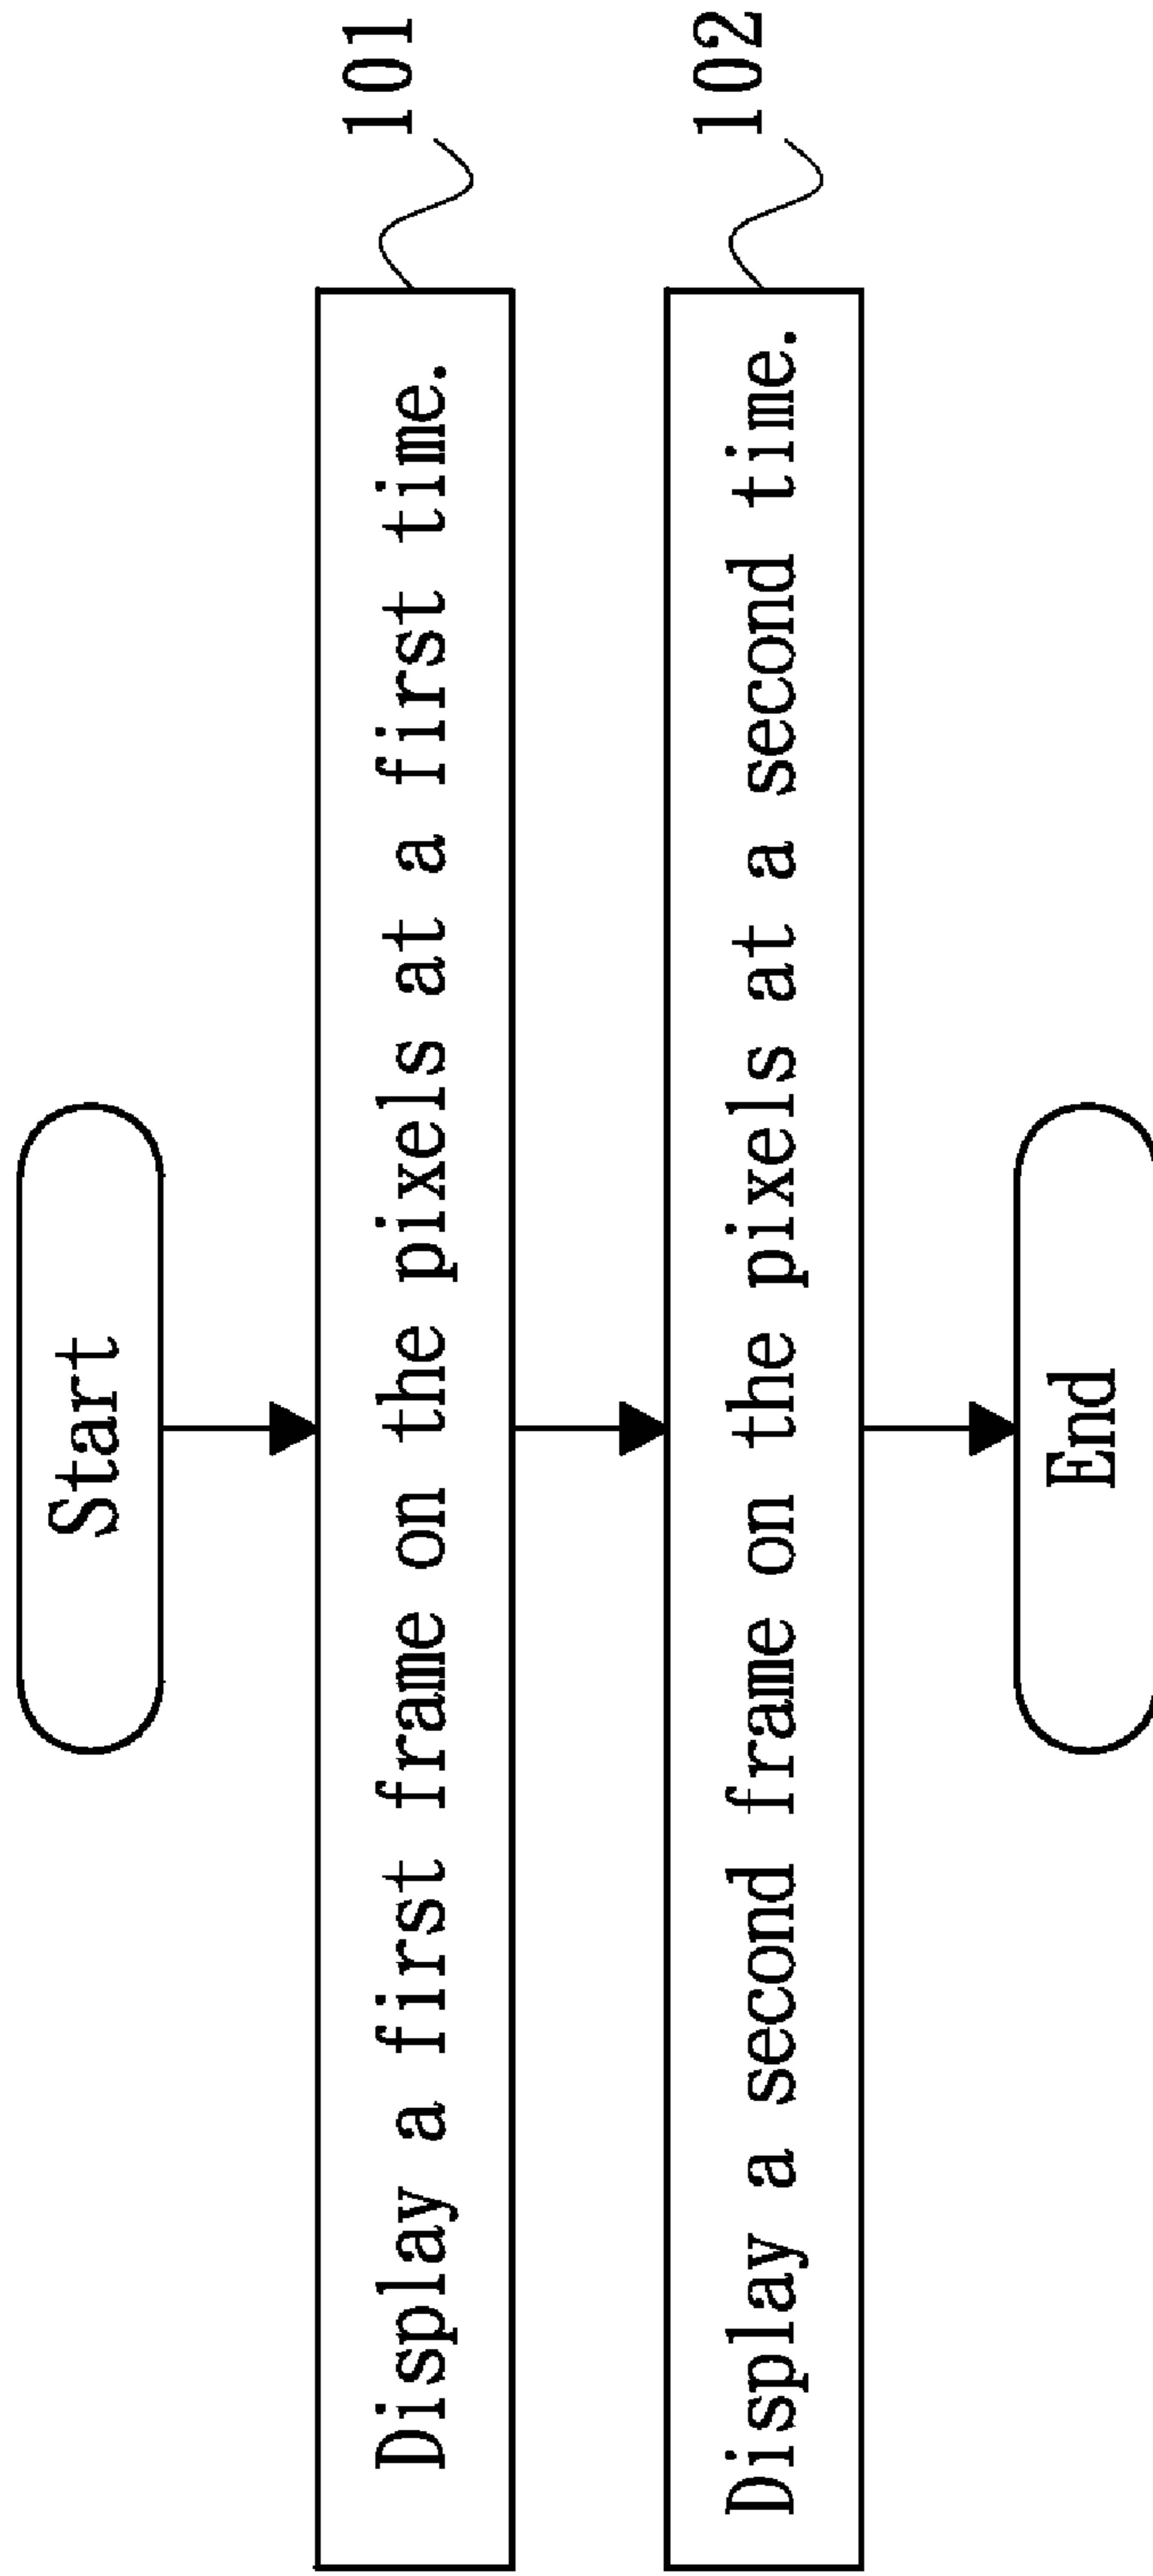 Start
Display a first frame on the pixels at a first time.
101
Display a second frame on the pixels at a second time.
102
End